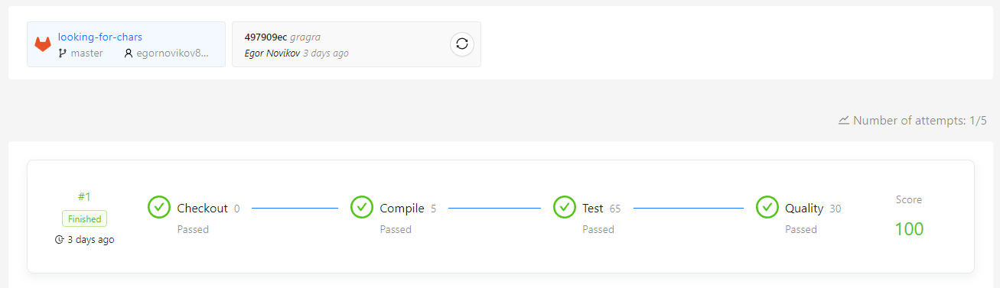 looking-for-chars
master egornovikov8...
497909ec gragra
Egor Novikov 3 days ago
Number of attempts: 1/5
#1
Finished
3 days ago
Checkout 0
Passed
Compile 5
Passed
Test 65
Passed
Quality 30
Passed
Score
100